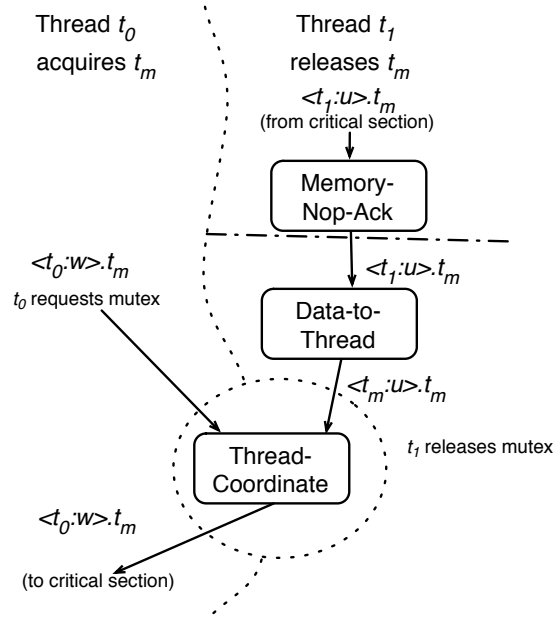 Thread t₀
acquires tₘ
Thread t₁
releases tₘ
<t₁:u>.tₘ
(from critical section)
Memory-
Nop-Ack
<t₁:u>.tₘ
<t₀:w>.tₘ
t₀ requests mutex
Data-to-
Thread
<tₘ:u>.tₘ
t₁ releases mutex
Thread-
Coordinate
<t₀:w>.tₘ
(to critical section)